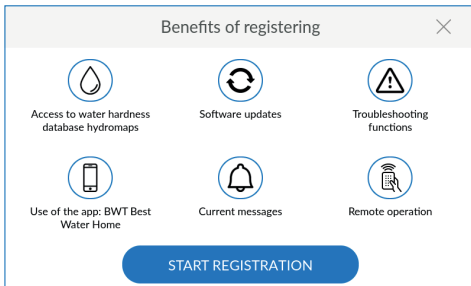 Benefits of registering
Access to water hardness
database hydromaps
Software updates
Troubleshooting
functions
Use of the app: BWT Best
Water Home
Current messages
Remote operation
START REGISTRATION